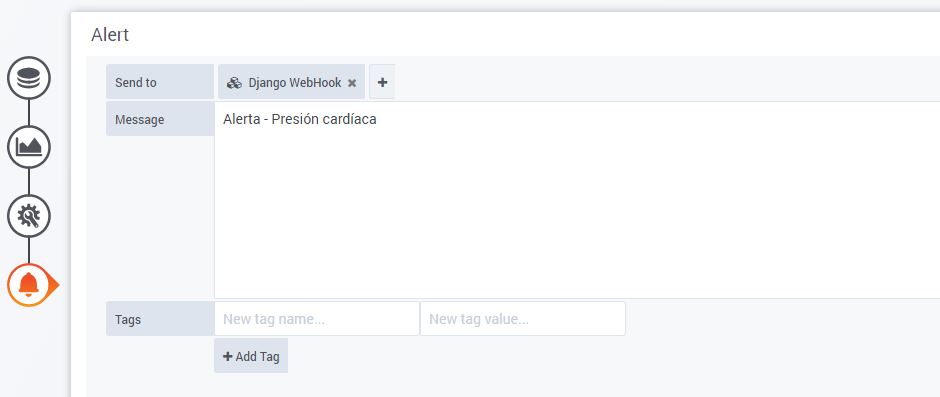 Alert
Send to Django WebHook × +
Message Alerta - Presión cardíaca
Tags New tag name... New tag value...
+ Add Tag